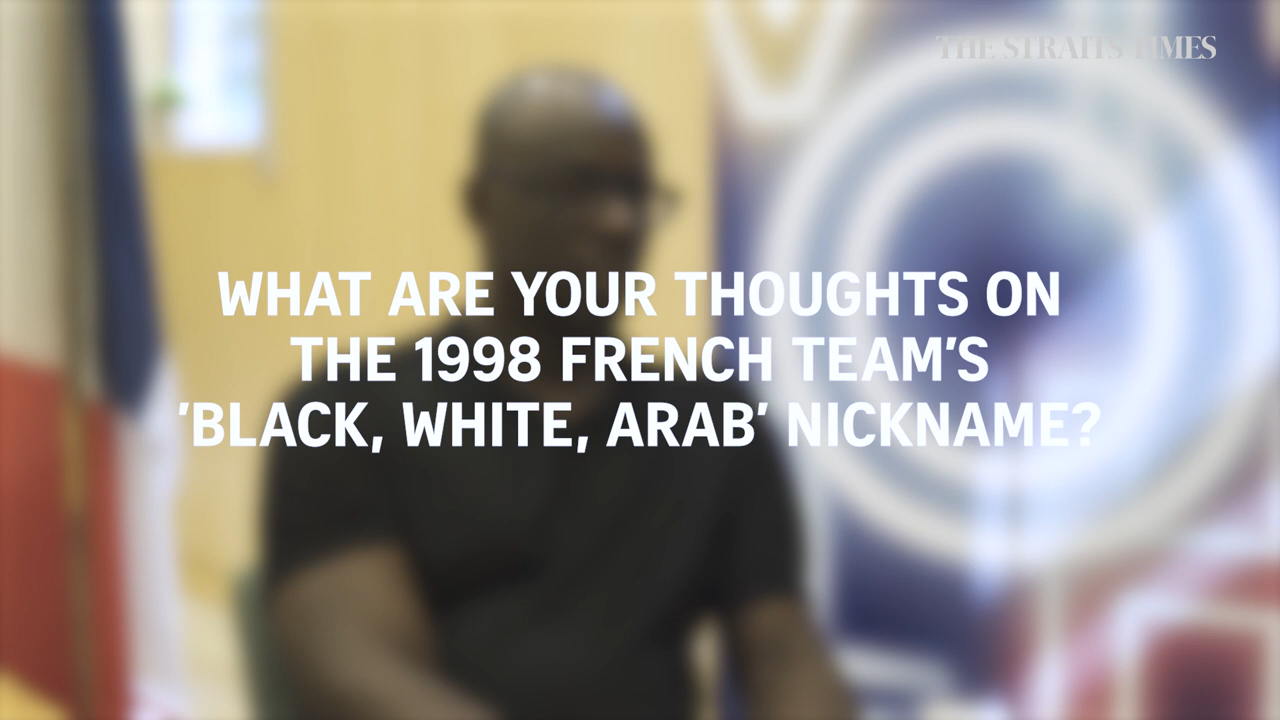 THE STRAITS TIMES
WHAT ARE YOUR THOUGHTS ON
THE 1998 FRENCH TEAM'S
'BLACK, WHITE, ARAB' NICKNAME?